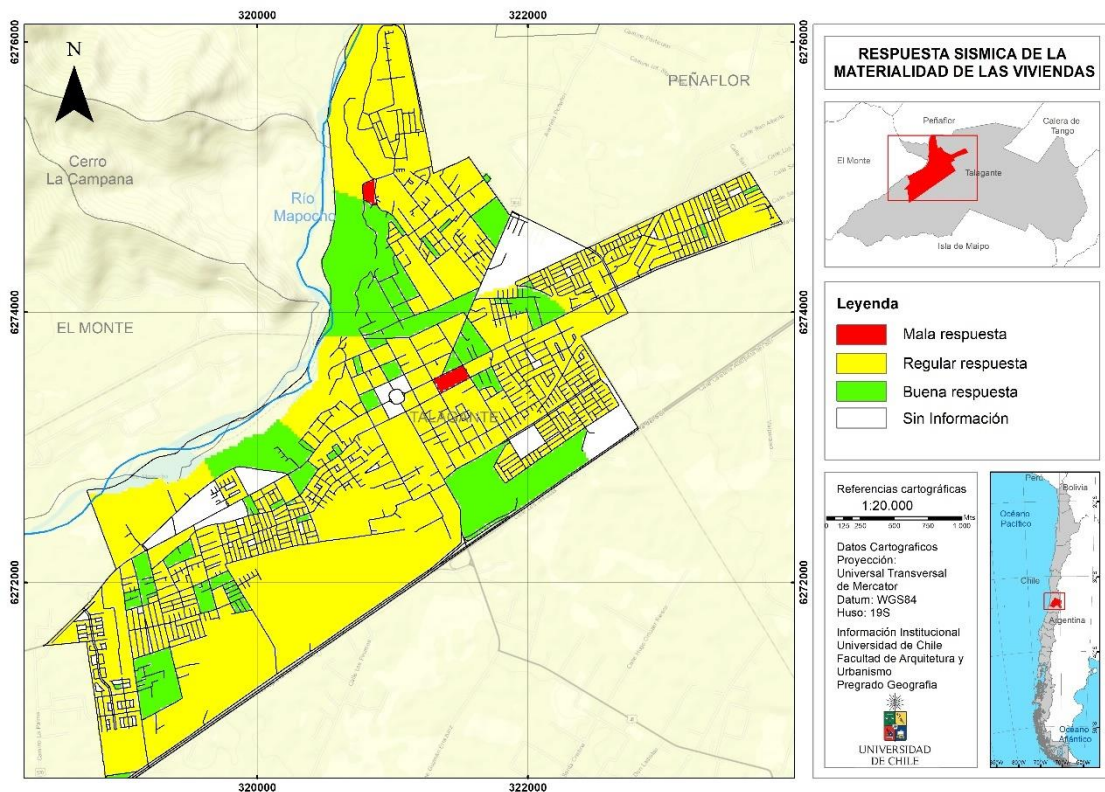 320000
322000
6276000
6276000
N
PEÑAFLOR
Cerro
La Campana
Río
Mapocho
6274000
6274000
EL MONTE
TALAGANTE
6272000
6272000
320000
322000
RESPUESTA SISMICA DE LA
MATERIALIDAD DE LAS VIVIENDAS
Peñaflor
Calera de
Tango
El Monte
Talagante
Isla de Maipo
Leyenda
Mala respuesta
Regular respuesta
Buena respuesta
Sin Información
Referencias cartográficas
1:20.000
Mts
0 125 250 500 750 1 000
Datos Cartograficos
Proyección:
Universal Transversal
de Mercator
Datum: WGS84
Huso: 19S
Información Institucional
Universidad de Chile
Facultad de Arquitetura y
Urbanismo
Pregrado Geografia
UNIVERSIDAD
DE CHILE
Perú
Bolivia
Océano
Pacífico
Chile
Argentina
Océano
Atlántico